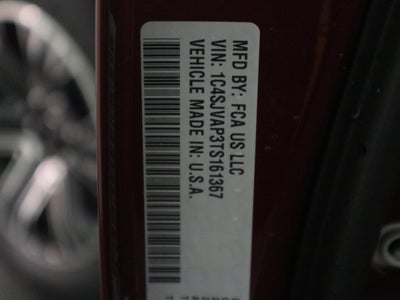 MFD BY: FCA US LLC
VIN: 1C4SJVAP3TS161367
VEHICLE MADE IN: U.S.A.